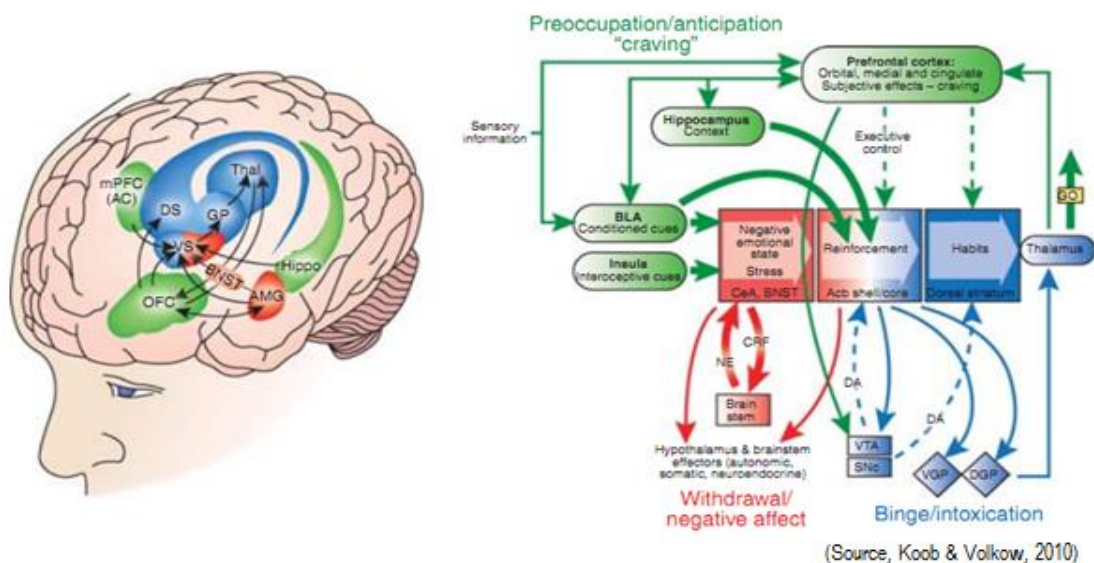 mPFC
(AC)
DS
Thal
GP
VS
BNST
Hippo
OFC
AMG
Preoccupation/anticipation
"craving"
Prefrontal cortex:
Orbital, medial and cingulate
Subjective effects – craving
Sensory
information
Hippocampus
Context
Executive
control
GO
BLA
Conditioned cues
Insula
Interoceptive cues
Negative
emotional
state
Stress
CeA, BNST
Reinforcement
Acb shell/core
Habits
Dorsal striatum
Thalamus
NE
CRF
Brain
stem
DA
DA
VTA
SNc
VGP
DGP
Hypothalamus & brainstem
effectors (autonomic,
somatic, neuroendocrine)
Withdrawal/
negative affect
Binge/intoxication
(Source, Koob & Volkow, 2010)